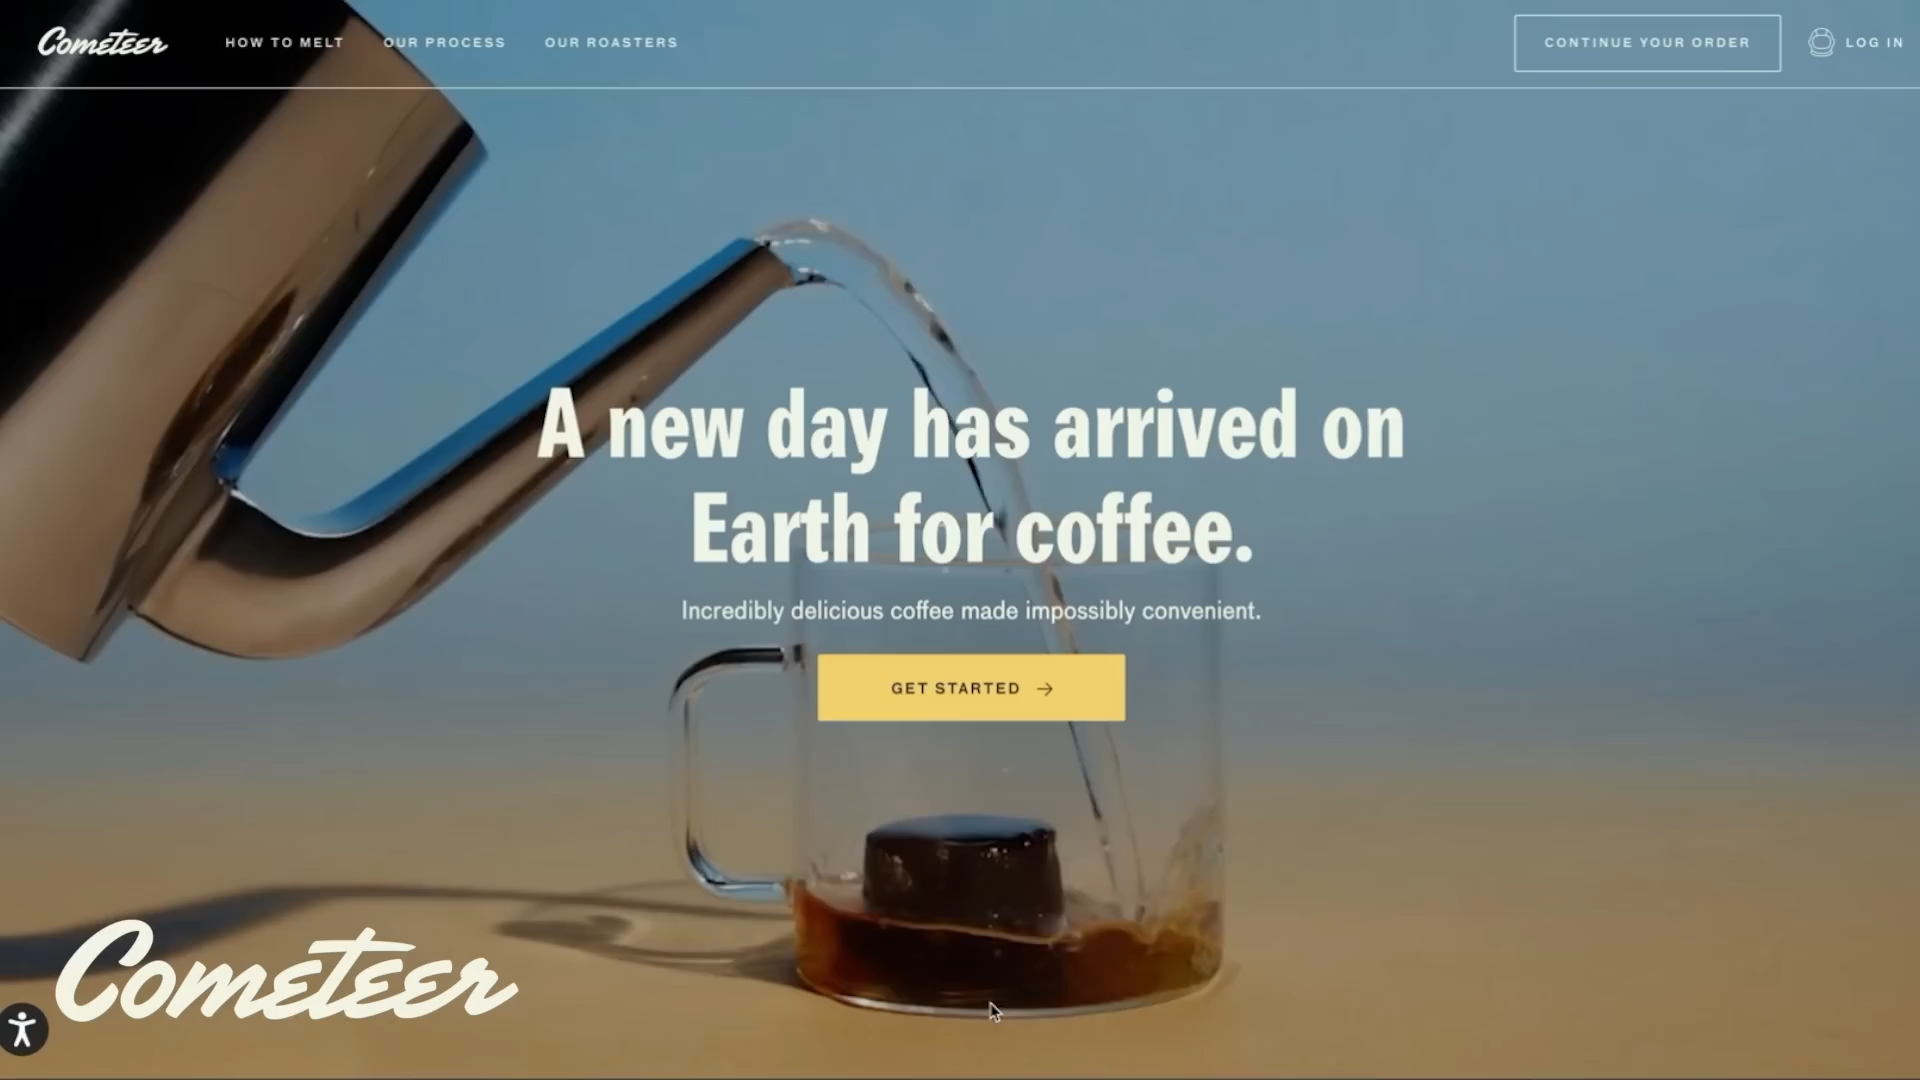 Cometeer
HOW TO MELT
OUR PROCESS
OUR ROASTERS
CONTINUE YOUR ORDER
LOG IN
A new day has arrived on
Earth for coffee.
Incredibly delicious coffee made impossibly convenient.
GET STARTED →
Cometeer